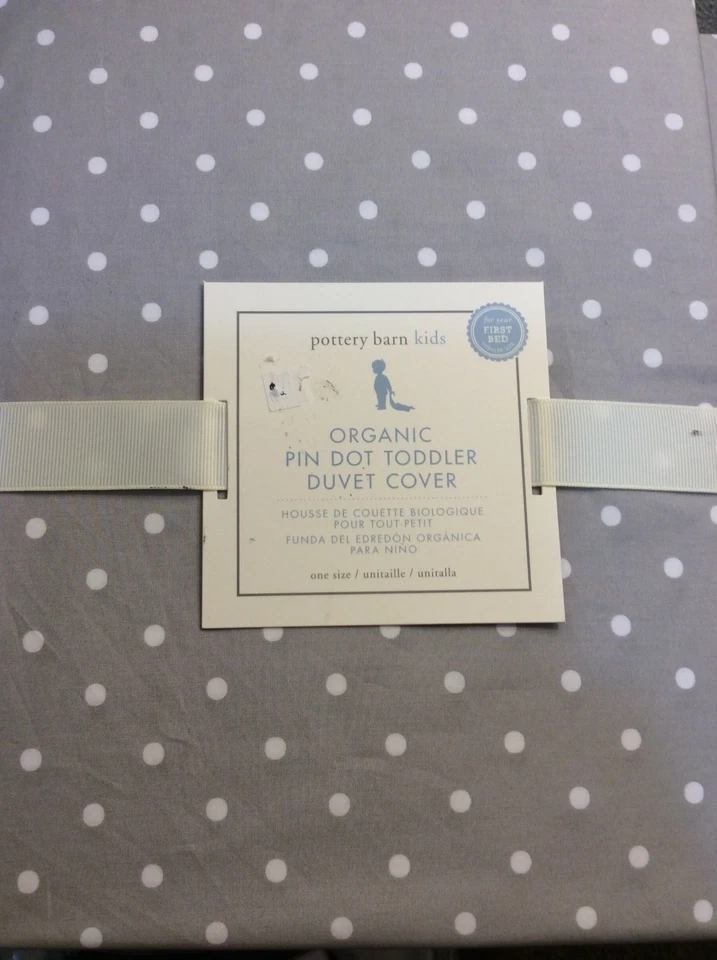 pottery barn kids
for your
FIRST
BED
ORGANIC
PIN DOT TODDLER
DUVET COVER
HOUSSE DE COUETTE BIOLOGIQUE
POUR TOUT-PETIT
FUNDA DEL EDREDÓN ORGÁNICA
PARA NIÑO
one size / unitaille / unitalla